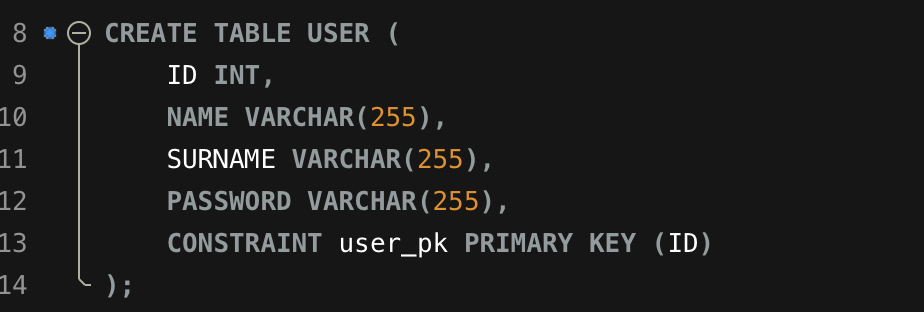 8 CREATE TABLE USER (
9 ID INT,
10 NAME VARCHAR(255),
11 SURNAME VARCHAR(255),
12 PASSWORD VARCHAR(255),
13 CONSTRAINT user_pk PRIMARY KEY (ID)
14 );